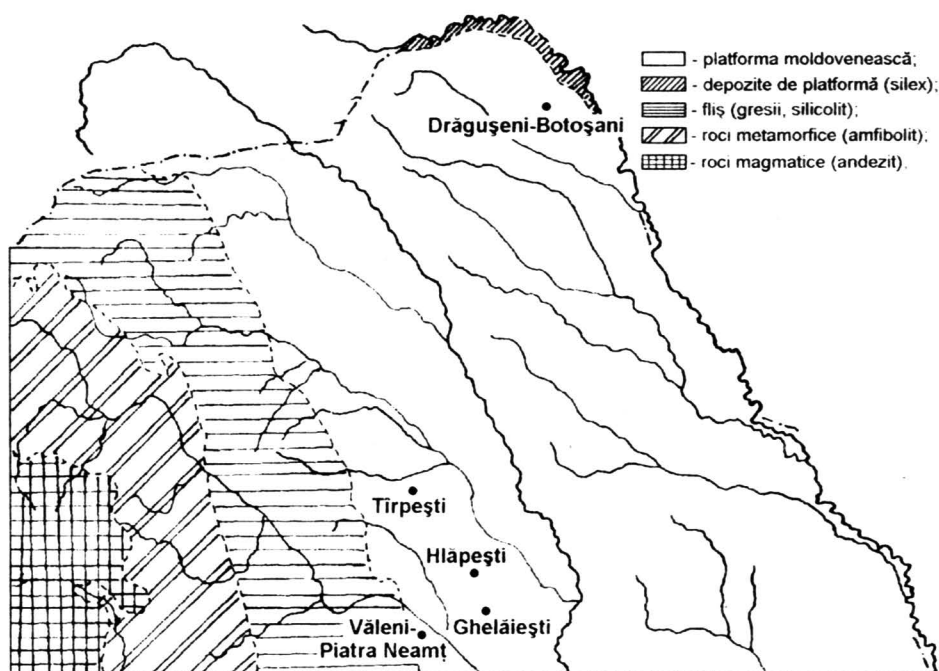 - platforma moldovenească;
- depozite de platformă (silex);
- fliş (gresii, silicolit);
- roci metamorfice (amfibolit);
- roci magmatice (andezit).
Drăguşeni-Botoşani
Tîrpeşti
Hlăpeşti
Ghelăieşti
Văleni-
Piatra Neamţ